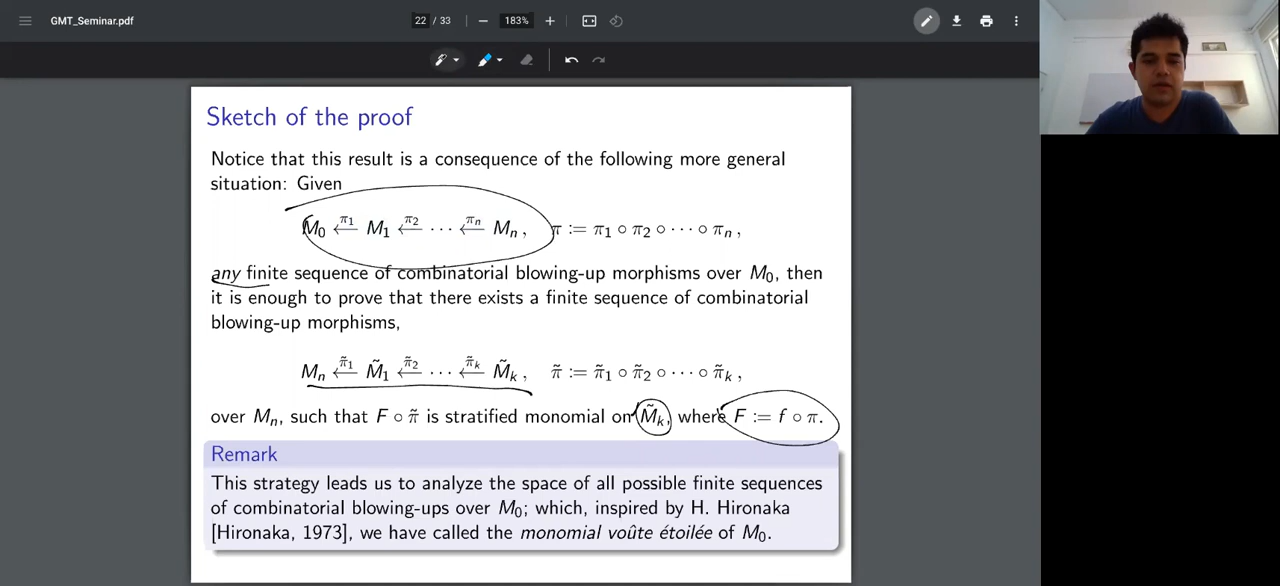 GMT_Seminar.pdf
22 / 33
183%
Sketch of the proof
Notice that this result is a consequence of the following more general
situation: Given
M₀ ←π₁ M₁ ←π₂ ⋯ ←πₙ Mₙ , π := π₁ ∘ π₂ ∘ ⋯ ∘ πₙ ,
any finite sequence of combinatorial blowing-up morphisms over M₀, then
it is enough to prove that there exists a finite sequence of combinatorial
blowing-up morphisms,
Mₙ ←π̃₁ M̃₁ ←π̃₂ ⋯ ←π̃ₖ M̃ₖ , π̃ := π̃₁ ∘ π̃₂ ∘ ⋯ ∘ π̃ₖ ,
over Mₙ, such that F ∘ π̃ is stratified monomial on M̃ₖ, where F := f ∘ π.
Remark
This strategy leads us to analyze the space of all possible finite sequences
of combinatorial blowing-ups over M₀; which, inspired by H. Hironaka
[Hironaka, 1973], we have called the monomial voûte étoilée of M₀.